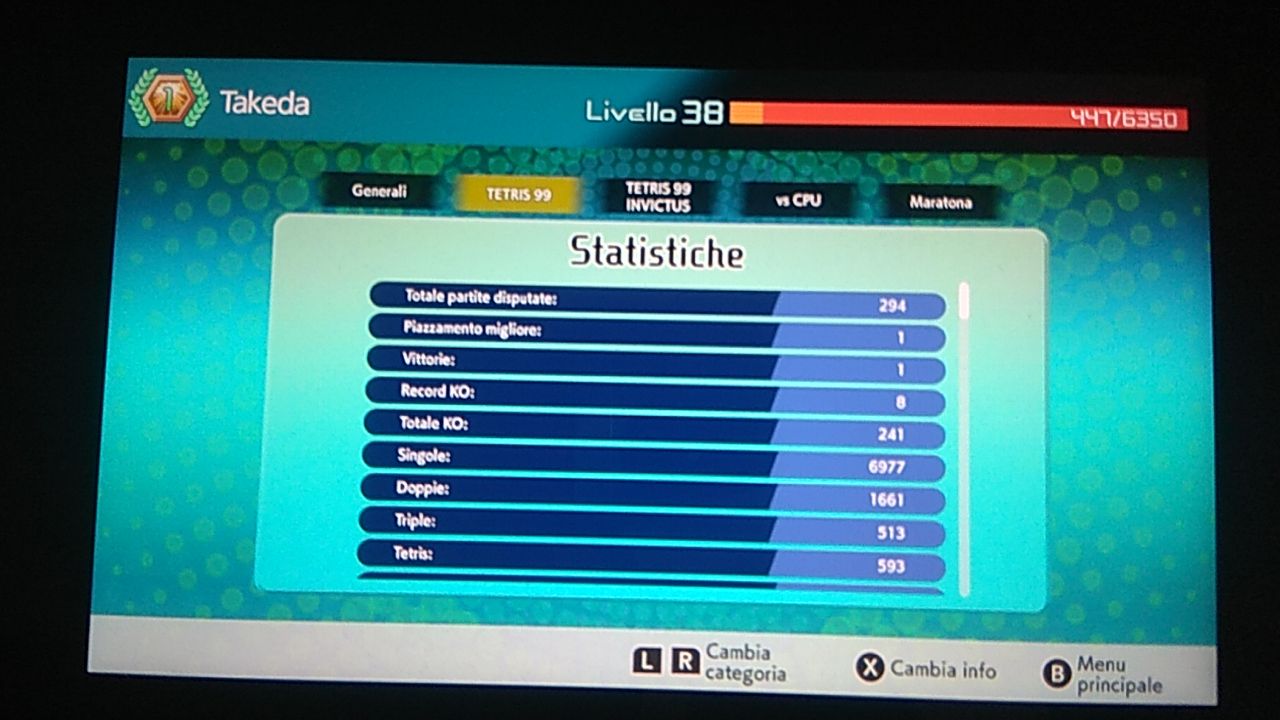 1 Takeda
Livello 38
447/6350
Generali
TETRIS 99
TETRIS 99
INVICTUS
vs CPU
Maratona
Statistiche
Totale partite disputate: 294
Piazzamento migliore: 1
Vittorie: 1
Record KO: 8
Totale KO: 241
Singole: 6977
Doppie: 1661
Triple: 513
Tetris: 593
L R Cambia
categoria
X Cambia info
B Menu
principale